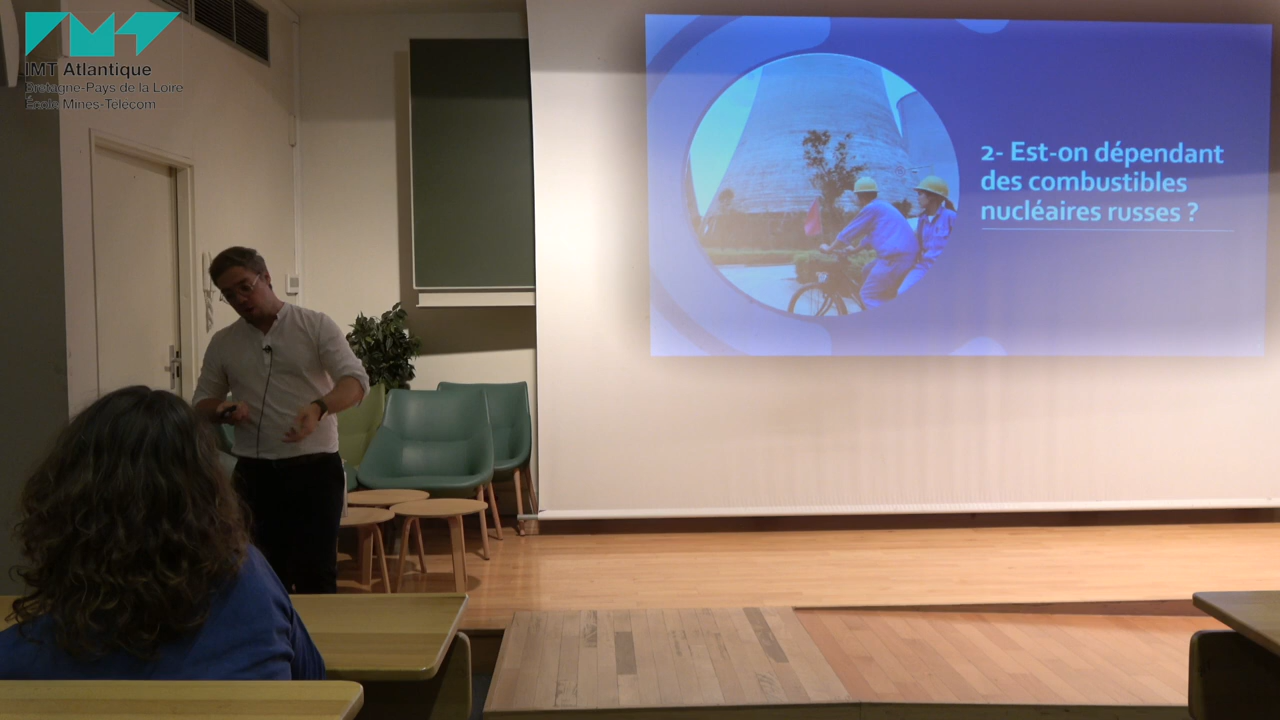 IMT Atlantique
Bretagne-Pays de la Loire
École Mines-Télécom
2- Est-on dépendant
des combustibles
nucléaires russes ?